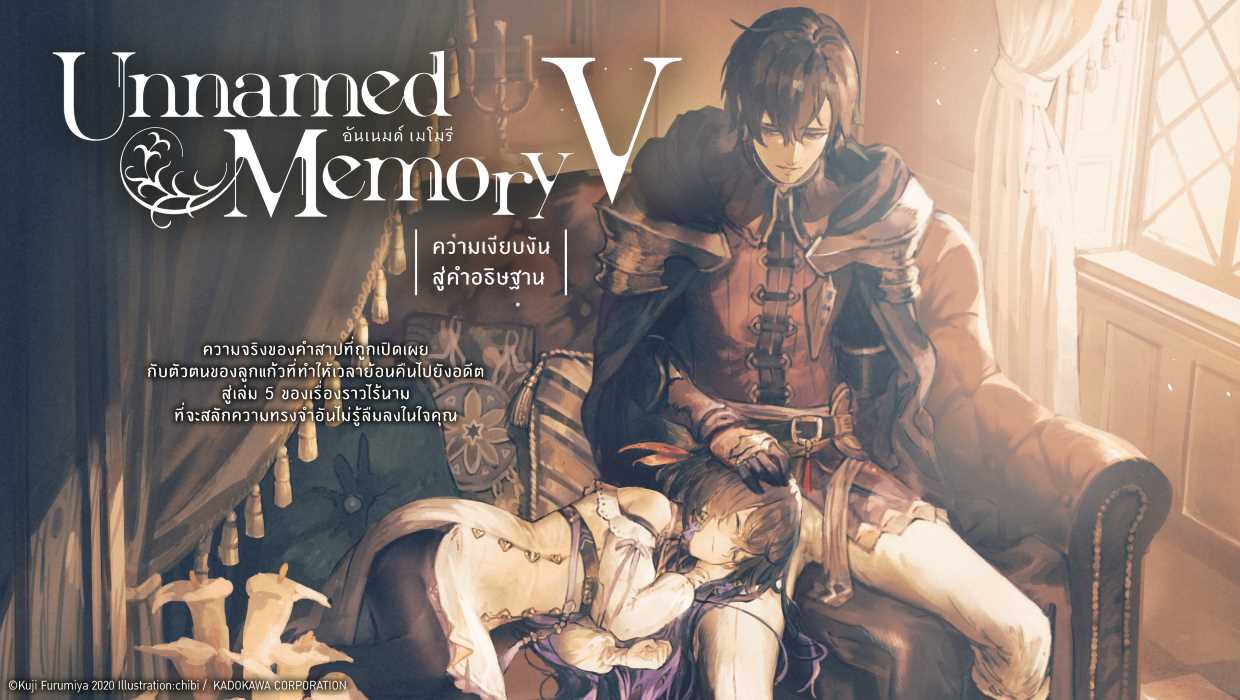 Unnamed
Memory V
อันเนมด์ เมโมรี
ความเงียบงัน
สู่คำอธิษฐาน
ความจริงของคำสาปที่ถูกเปิดเผย
กับตัวตนของลูกแก้วที่ทำให้เวลาย้อนคืนไปยังอดีต
สู่เล่ม 5 ของเรื่องราวไร้นาม
ที่จะสลักความทรงจำอันไม่รู้ลืมลงในใจคุณ
©Kuji Furumiya 2020 Illustration:chibi / KADOKAWA CORPORATION